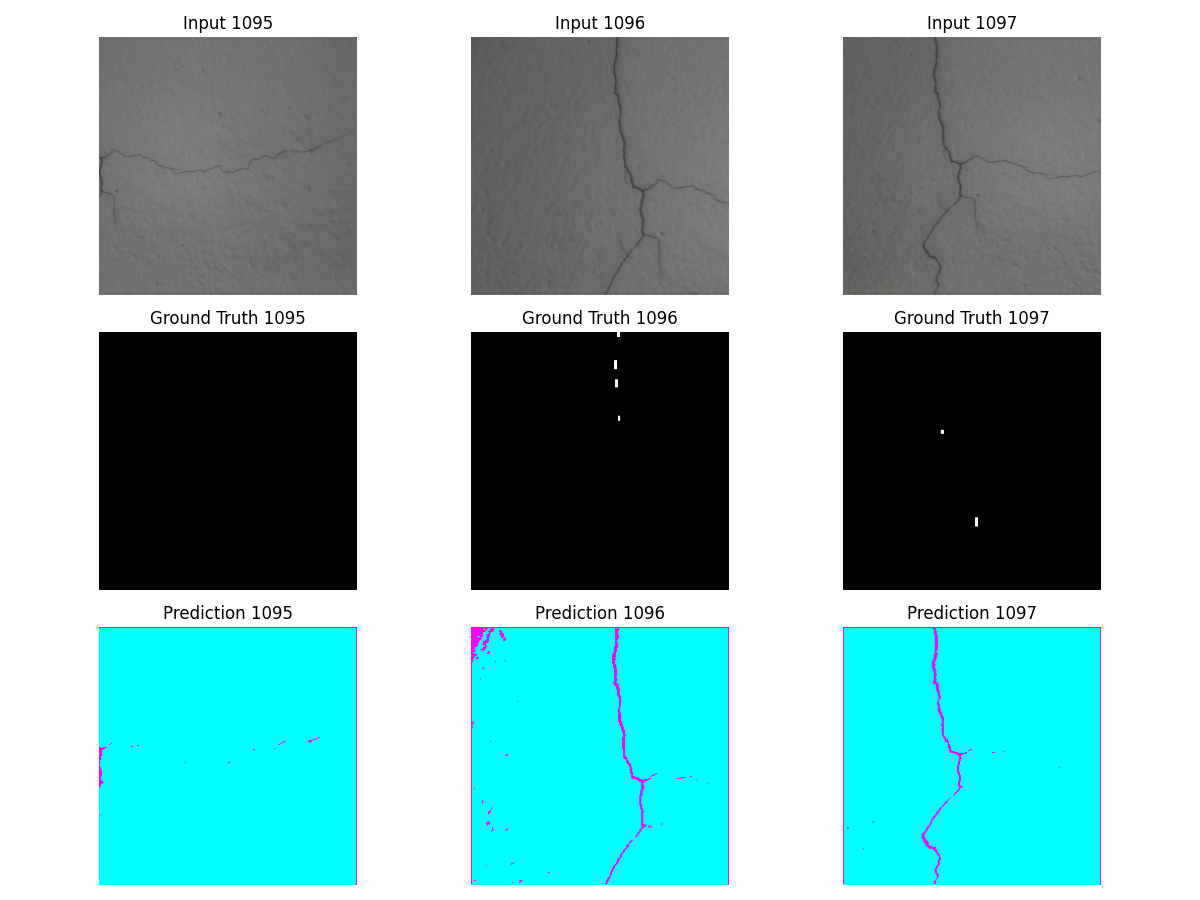 Input 1095
Input 1096
Input 1097
Ground Truth 1095
Ground Truth 1096
Ground Truth 1097
Prediction 1095
Prediction 1096
Prediction 1097